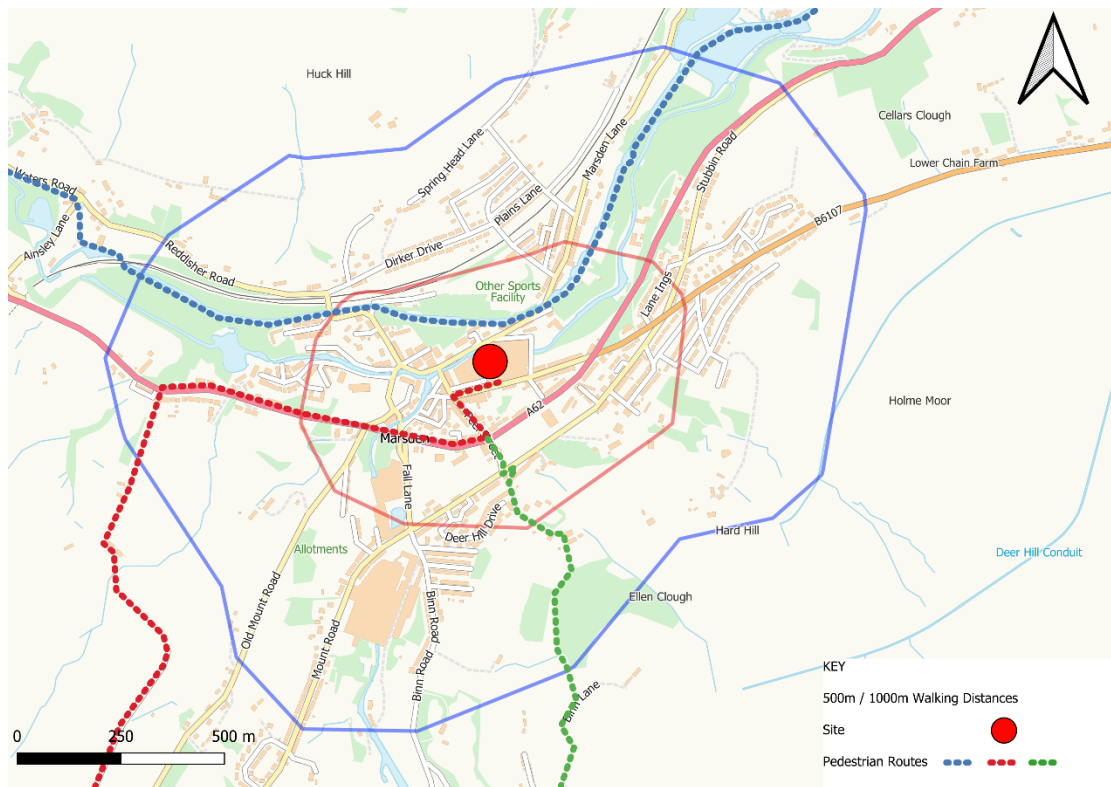 Huck Hill
Cellars Clough
Marsden Lane
Stubbin Road
Spring Head Lane
Lower Chain Farm
Waters Road
Plains Lane
B6107
Ainsley Lane
Reddisher Road
Dirker Drive
Other Sports
Facility
Lane Ings
Holme Moor
A62
Marsden
Fall Lane
Hard Hill
Deer Hill Drive
Allotments
Deer Hill Conduit
Old Mount Road
Ellen Clough
Binn Road
Mount Road
Binn Road
Binn Lane
KEY
500m / 1000m Walking Distances
Site
Pedestrian Routes
0 250 500 m